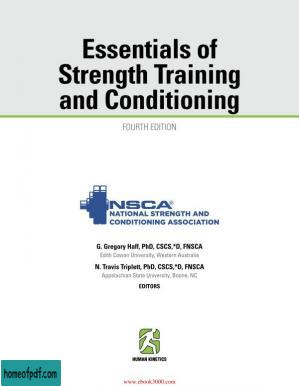 Essentials of
Strength Training
and Conditioning
FOURTH EDITION
NSCA®
NATIONAL STRENGTH AND
CONDITIONING ASSOCIATION
G. Gregory Haff, PhD, CSCS,*D, FNSCA
Edith Cowan University, Western Australia
N. Travis Triplett, PhD, CSCS,*D, FNSCA
Appalachian State University, Boone, NC
EDITORS
HUMAN KINETICS
homeofpdf.com
www.ebook3000.com